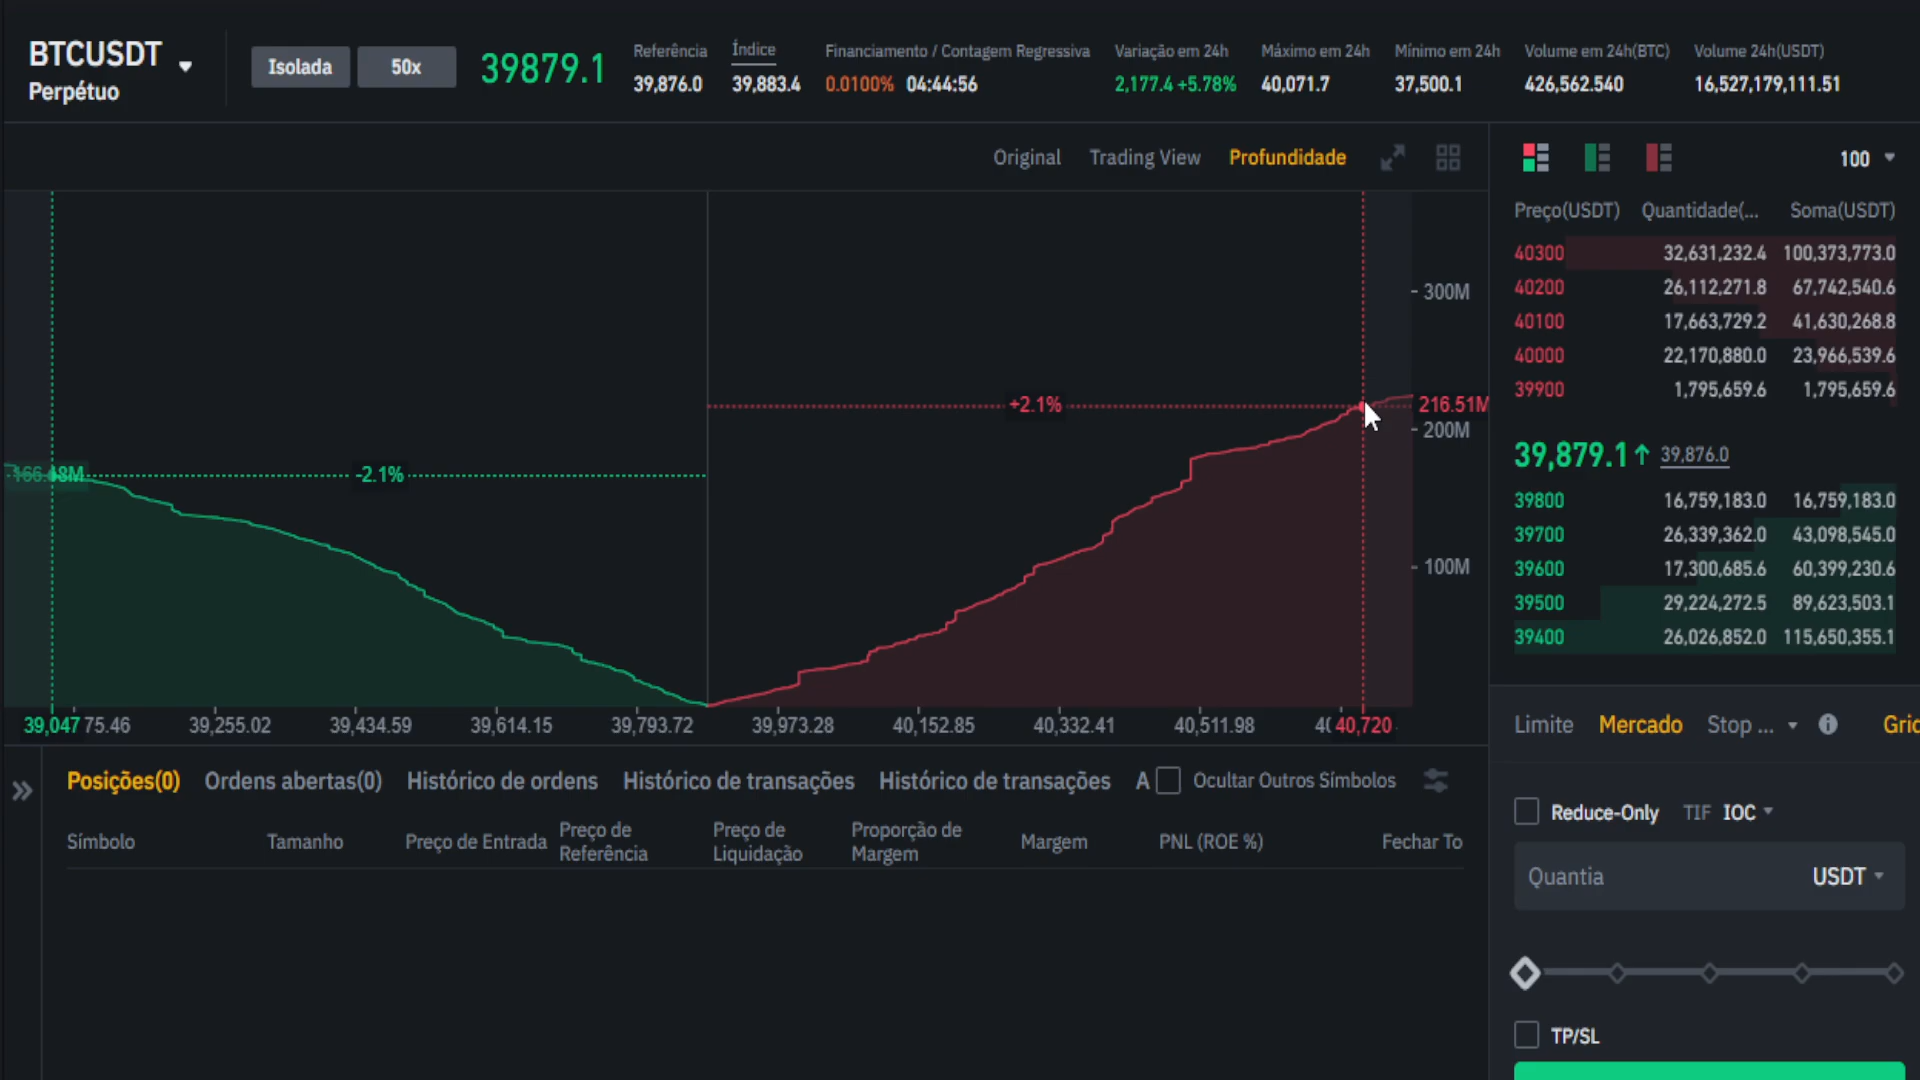 BTCUSDT
Perpétuo
Isolada
50x
39879.1
Referência
39,876.0
Índice
39,883.4
Financiamento / Contagem Regressiva
0.0100% 04:44:56
Variação em 24h
2,177.4 +5.78%
Máximo em 24h
40,071.7
Mínimo em 24h
37,500.1
Volume em 24h(BTC)
426,562.540
Volume 24h(USDT)
16,527,179,111.51
Original Trading View Profundidade
100
Preço(USDT) Quantidade(... Soma(USDT)
40300 32,631,232.4 100,373,773.0
40200 26,112,271.8 67,742,540.6
40100 17,663,729.2 41,630,268.8
40000 22,170,880.0 23,966,539.6
39900 1,795,659.6 1,795,659.6
39,879.1↑ 39,876.0
39800 16,759,183.0 16,759,183.0
39700 26,339,362.0 43,098,545.0
39600 17,300,685.6 60,399,230.6
39500 29,224,272.5 89,623,503.1
39400 26,026,852.0 115,650,355.1
300M
+2.1%
216.51M
200M
-2.1%
100M
39,047 75.46 39,255.02 39,434.59 39,614.15 39,793.72 39,973.28 40,152.85 40,332.41 40,511.98 40,720
Limite Mercado Stop ... Gric
Posições(0) Ordens abertas(0) Histórico de ordens Histórico de transações Histórico de transações A Ocultar Outros Símbolos
Símbolo
Tamanho
Preço de Entrada
Preço de
Referência
Preço de
Liquidação
Proporção de
Margem
Margem
PNL (ROE %)
Fechar To
Reduce-Only TIF IOC
Quantia USDT
TP/SL